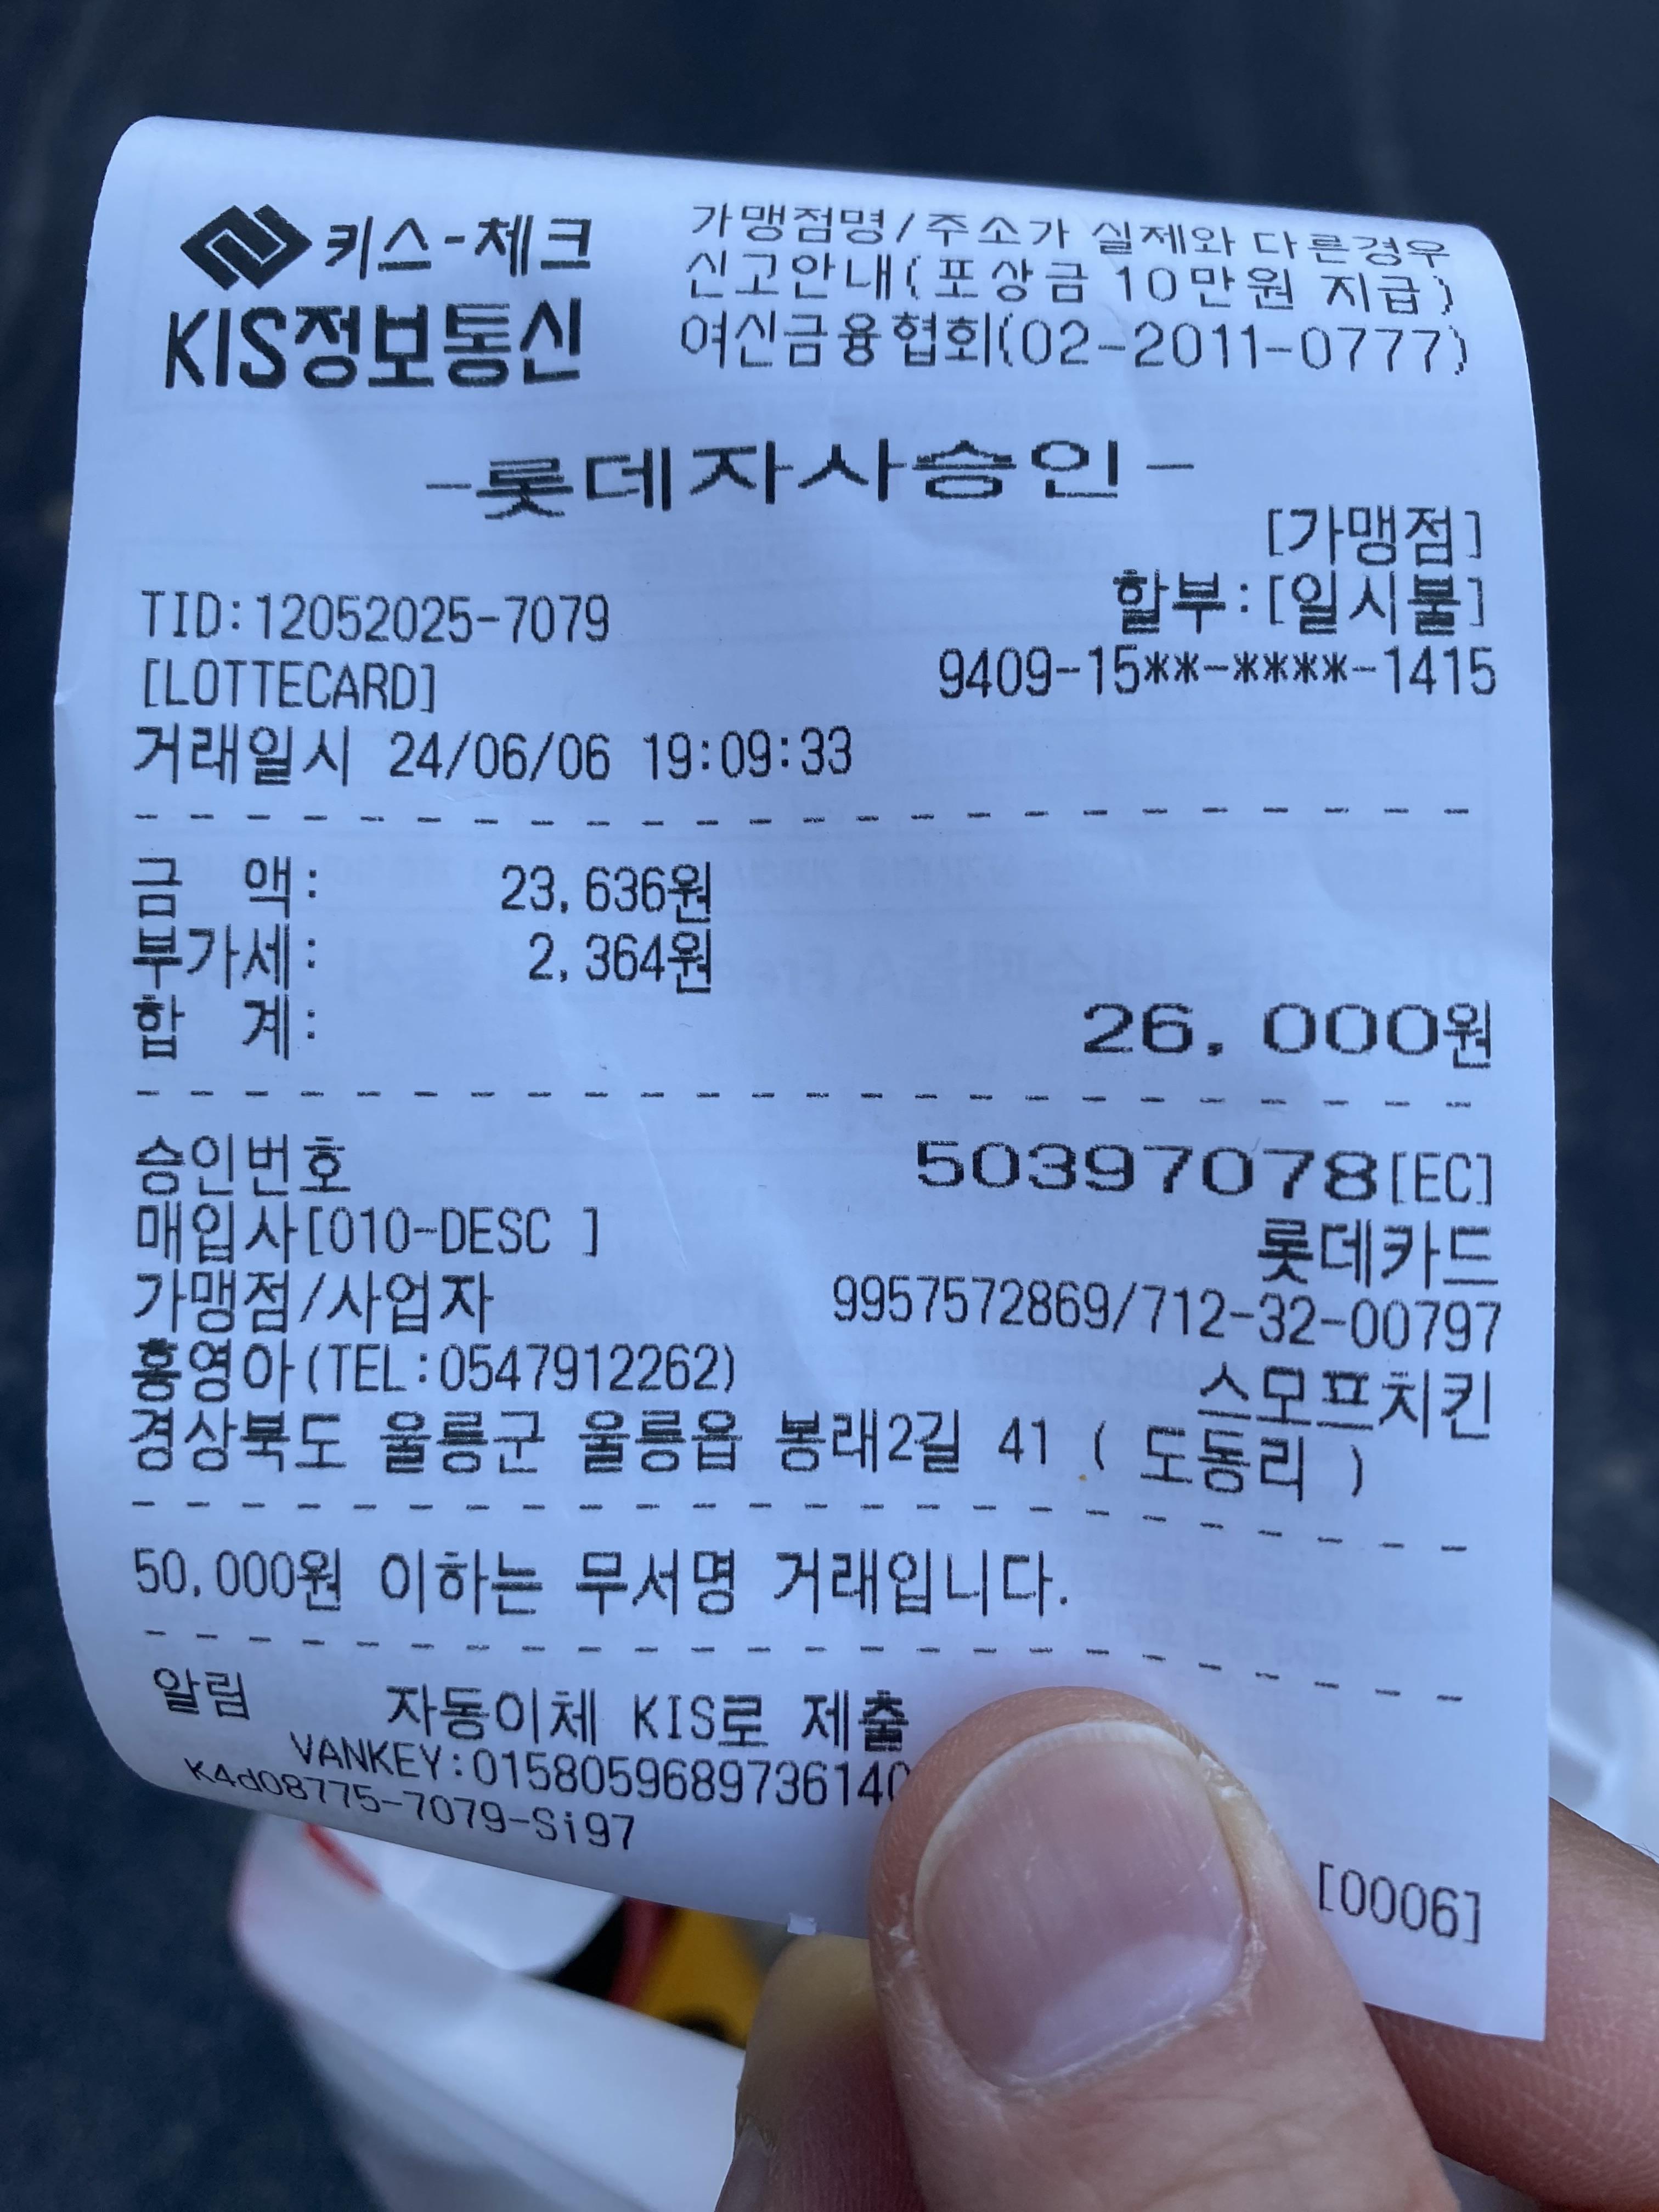 키스-체크
KIS정보통신
가맹점명/주소가 실제와 다른경우
신고안내(포상금 10만원 지급)
여신금융협회(02-2011-0777)
-롯데자사승인-
[가맹점]
할부:[일시불]
TID:12052025-7079
[LOTTECARD] 9409-15**-****-1415
거래일시 24/06/06 19:09:33
금 액: 23,636원
부가세: 2,364원
합 계: 26,000원
승인번호 50397078[EC]
매입사[010-DESC ] 롯데카드
가맹점/사업자 9957572869/712-32-00797
홍영아(TEL:0547912262) 스모프치킨
경상북도 울릉군 울릉읍 봉래2길 41 ( 도동리 )
50,000원 이하는 무서명 거래입니다.
알림 자동이체 KIS로 제출
VANKEY:0158059689736140
K4d08775-7079-Si97
[0006]